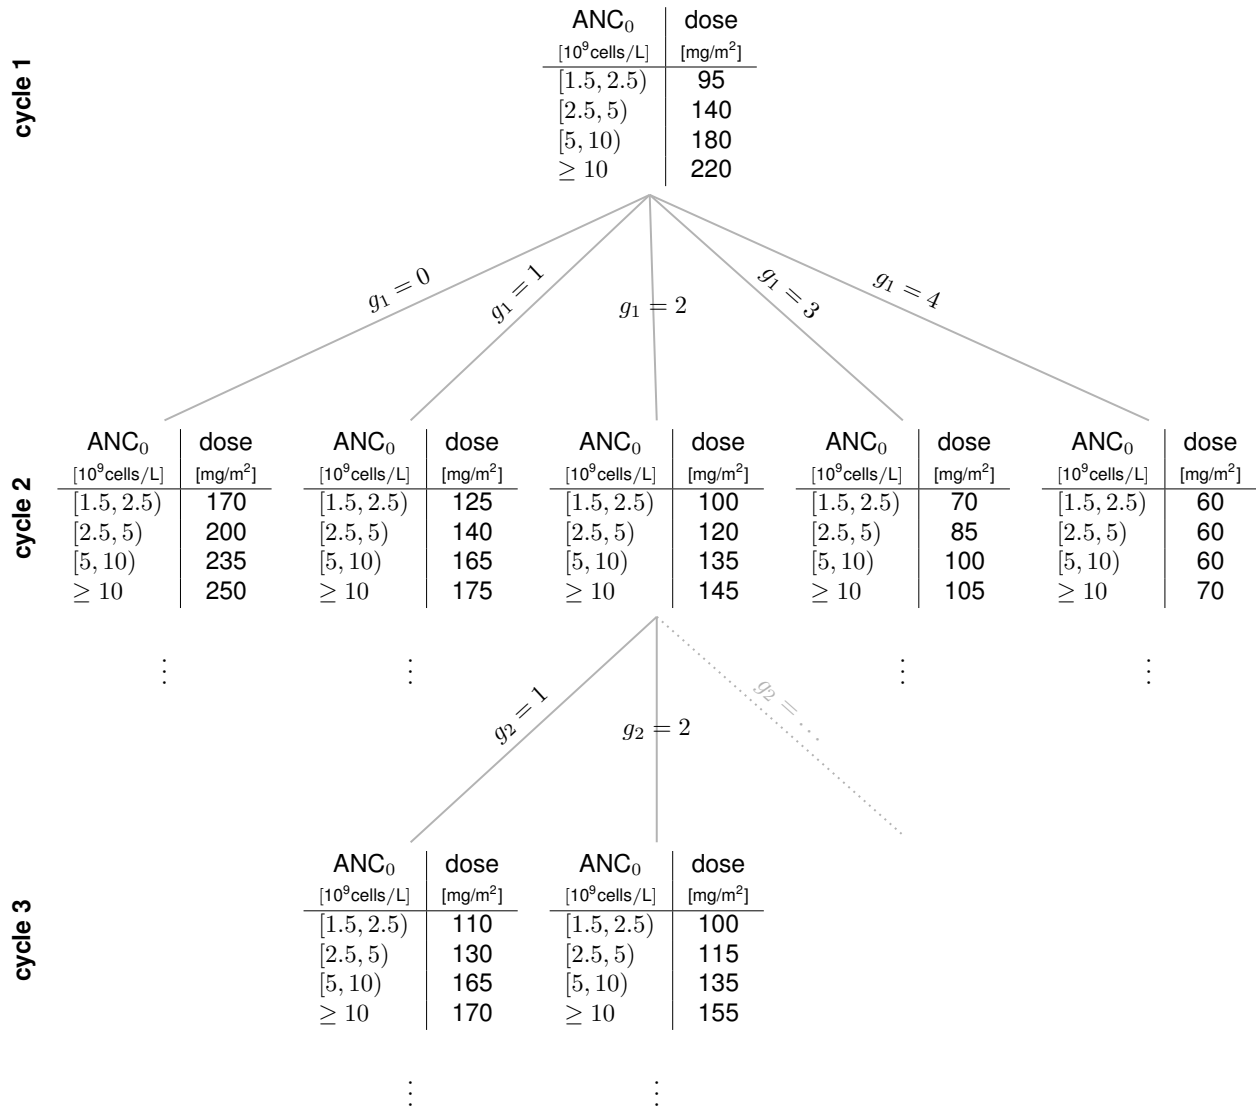 cycle 1
ANC₀ dose
[10⁹cells/L] [mg/m²]
[1.5, 2.5) 95
[2.5, 5) 140
[5, 10) 180
≥ 10 220
g₁ = 0 g₁ = 1 g₁ = 2 g₁ = 3 g₁ = 4
cycle 2
ANC₀ dose ANC₀ dose ANC₀ dose ANC₀ dose ANC₀ dose
[10⁹cells/L] [mg/m²] [10⁹cells/L] [mg/m²] [10⁹cells/L] [mg/m²] [10⁹cells/L] [mg/m²] [10⁹cells/L] [mg/m²]
[1.5, 2.5) 170 [1.5, 2.5) 125 [1.5, 2.5) 100 [1.5, 2.5) 70 [1.5, 2.5) 60
[2.5, 5) 200 [2.5, 5) 140 [2.5, 5) 120 [2.5, 5) 85 [2.5, 5) 60
[5, 10) 235 [5, 10) 165 [5, 10) 135 [5, 10) 100 [5, 10) 60
≥ 10 250 ≥ 10 175 ≥ 10 145 ≥ 10 105 ≥ 10 70
⋮ ⋮ ⋮ ⋮
g₂ = 1 g₂ = 2 g₂ = ...
cycle 3
ANC₀ dose ANC₀ dose
[10⁹cells/L] [mg/m²] [10⁹cells/L] [mg/m²]
[1.5, 2.5) 110 [1.5, 2.5) 100
[2.5, 5) 130 [2.5, 5) 115
[5, 10) 165 [5, 10) 135
≥ 10 170 ≥ 10 155
⋮ ⋮